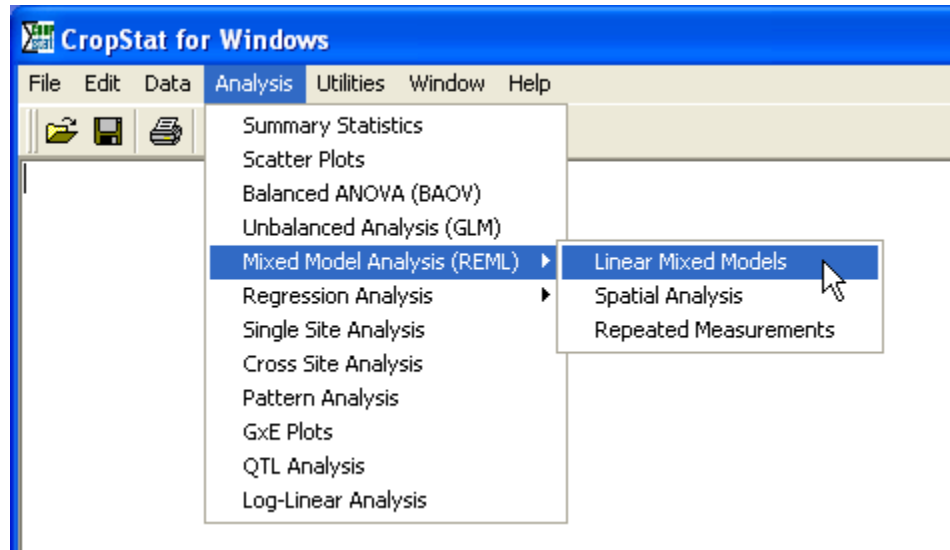 CropStat for Windows
File Edit Data Analysis Utilities Window Help
Summary Statistics
Scatter Plots
Balanced ANOVA (BAOV)
Unbalanced Analysis (GLM)
Mixed Model Analysis (REML)
Linear Mixed Models
Regression Analysis
Spatial Analysis
Single Site Analysis
Repeated Measurements
Cross Site Analysis
Pattern Analysis
GxE Plots
QTL Analysis
Log-Linear Analysis